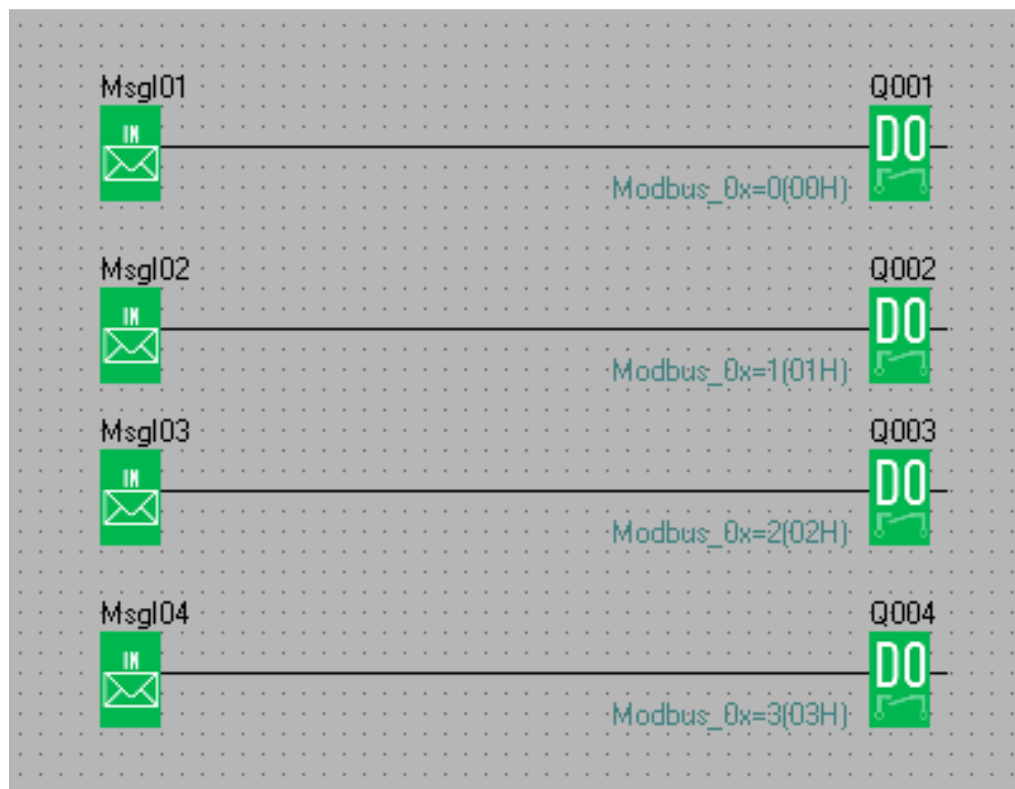 MsgI01
Q001
IN
DO
Modbus_0x=0(00H)
MsgI02
Q002
IN
DO
Modbus_0x=1(01H)
MsgI03
Q003
IN
DO
Modbus_0x=2(02H)
MsgI04
Q004
IN
DO
Modbus_0x=3(03H)